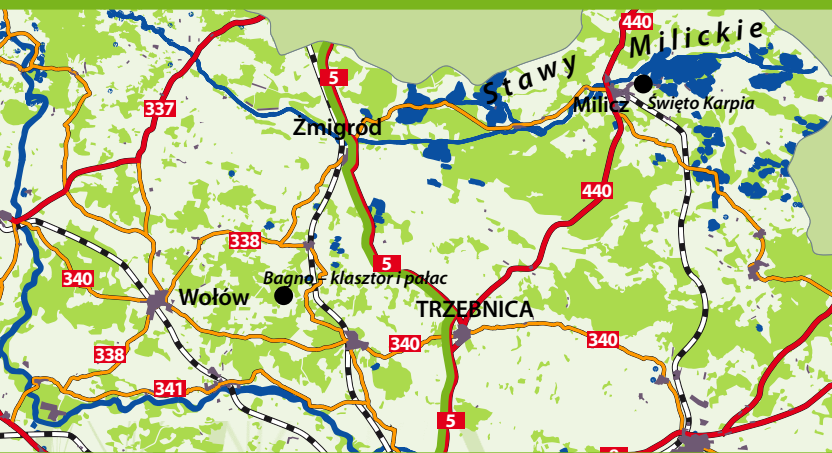 440
Stawy Milickie
5
337
Milicz
Święto Karpia
Żmigród
440
338
5
340
Bagno – klasztor i pałac
Wołów
TRZEBNICA
340
340
338
341
5